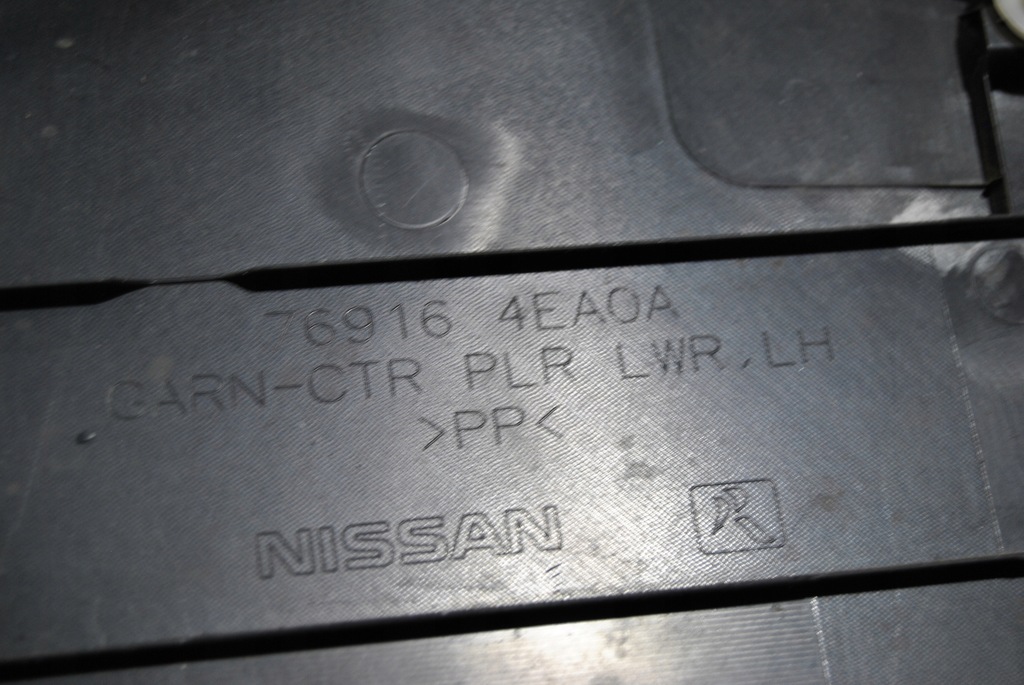 76916 4EA0A
GARN-CTR PLR LWR,LH
>PP<
NISSAN